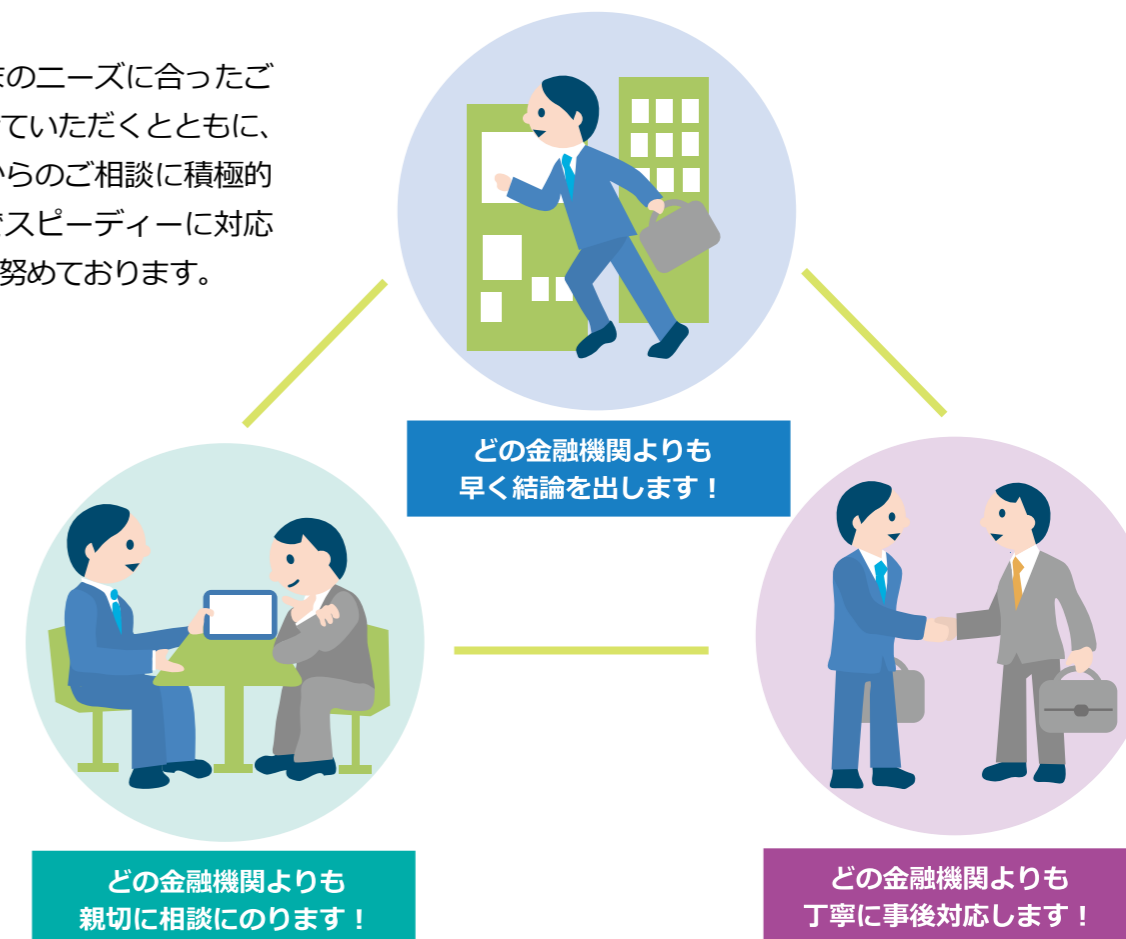 のニーズに合ったご
ていただくとともに、
からのご相談に積極的
スピーディーに対応
努めております。
どの金融機関よりも
早く結論を出します！
どの金融機関よりも
親切に相談にのります！
どの金融機関よりも
丁寧に事後対応します！